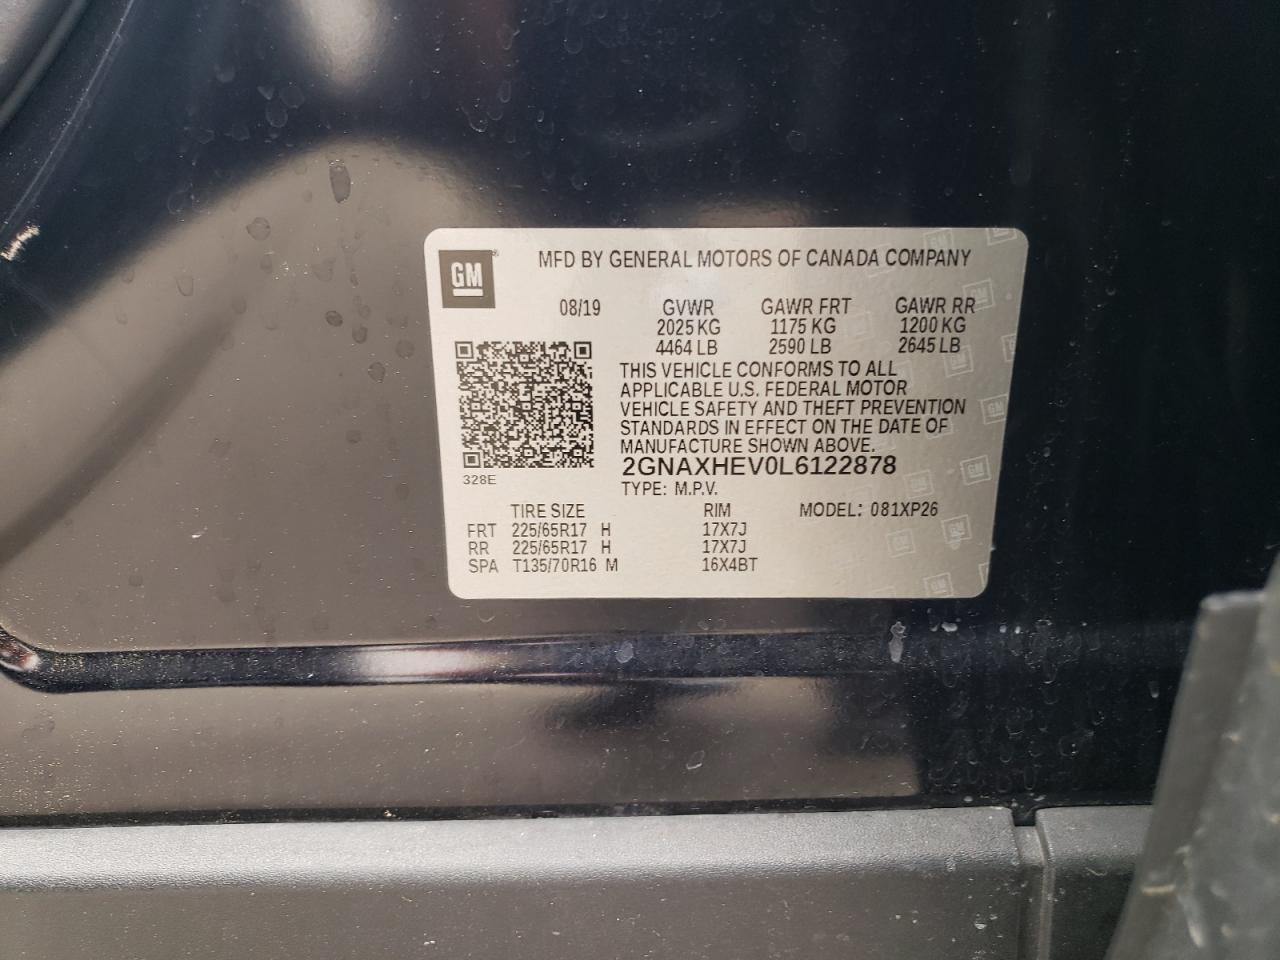 GM
MFD BY GENERAL MOTORS OF CANADA COMPANY
08/19 GVWR GAWR FRT GAWR RR
2025 KG 1175 KG 1200 KG
4464 LB 2590 LB 2645 LB
THIS VEHICLE CONFORMS TO ALL
APPLICABLE U.S. FEDERAL MOTOR
VEHICLE SAFETY AND THEFT PREVENTION
STANDARDS IN EFFECT ON THE DATE OF
MANUFACTURE SHOWN ABOVE.
2GNAXHEV0L6122878
328E
TYPE: M.P.V.
TIRE SIZE RIM MODEL: 081XP26
FRT 225/65R17 H 17X7J
RR 225/65R17 H 17X7J
SPA T135/70R16 M 16X4BT